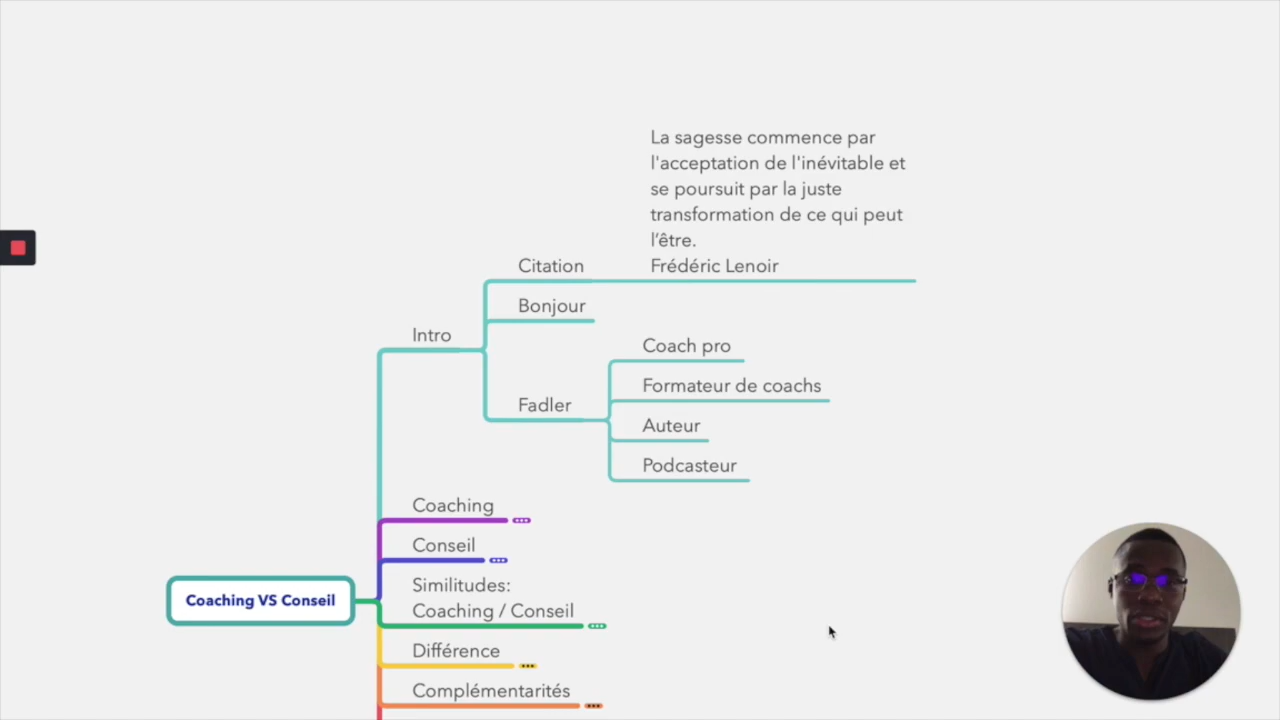 La sagesse commence par
l'acceptation de l'inévitable et
se poursuit par la juste
transformation de ce qui peut
l’être.
Frédéric Lenoir
Citation
Bonjour
Intro
Coach pro
Formateur de coachs
Fadler
Auteur
Podcasteur
Coaching
Conseil
Similitudes:
Coaching / Conseil
Coaching VS Conseil
Différence
Complémentarités